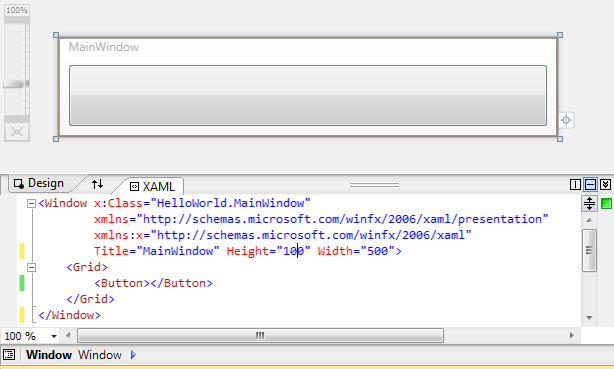 100%
MainWindow
Design
XAML
<Window x:Class="HelloWorld.MainWindow"
xmlns="http://schemas.microsoft.com/winfx/2006/xaml/presentation"
xmlns:x="http://schemas.microsoft.com/winfx/2006/xaml"
Title="MainWindow" Height="100" Width="500">
<Grid>
<Button></Button>
</Grid>
</Window>
100 %
Window Window